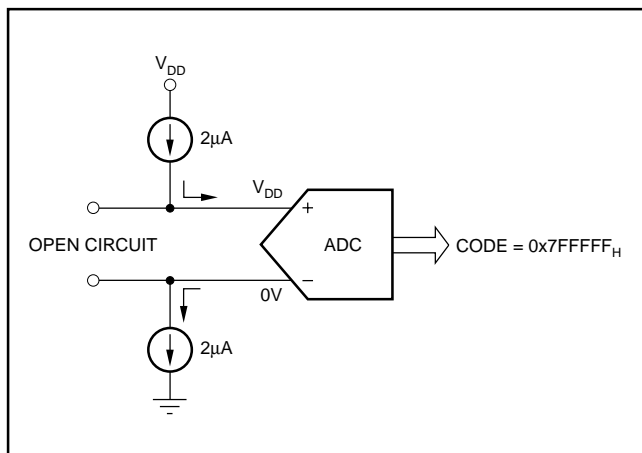 V_DD
2μA
V_DD
+
OPEN CIRCUIT
ADC
CODE = 0x7FFFFF_H
0V
−
2μA